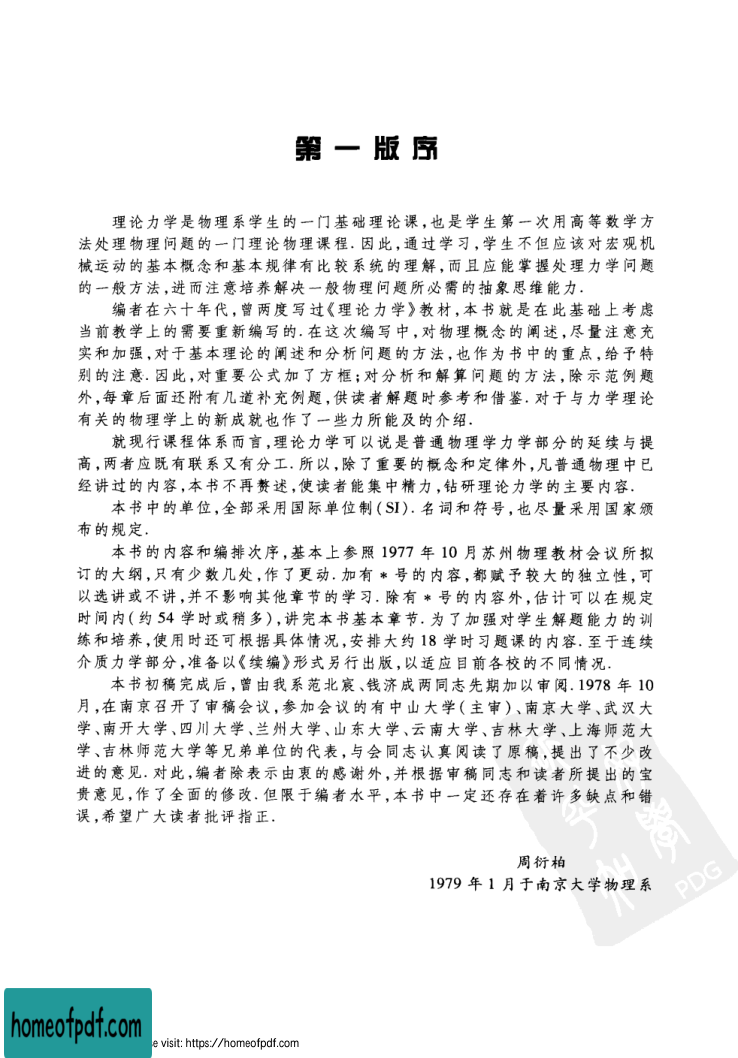 第一版序
理论力学是物理系学生的一门基础理论课,也是学生第一次用高等数学方
法处理物理问题的一门理论物理课程.因此,通过学习,学生不但应该对宏观机
械运动的基本概念和基本规律有比较系统的理解,而且应能掌握处理力学问题
的一般方法,进而注意培养解决一般物理问题所必需的抽象思维能力.
编者在六十年代,曾两度写过《理论力学》教材,本书就是在此基础上考虑
当前教学上的需要重新编写的.在这次编写中,对物理概念的阐述,尽量注意充
实和加强,对于基本理论的阐述和分析问题的方法,也作为书中的重点,给予特
别的注意.因此,对重要公式加了方框;对分析和解算问题的方法,除示范例题
外,每章后面还附有几道补充例题,供读者解题时参考和借鉴.对于与力学理论
有关的物理学上的新成就也作了一些力所能及的介绍.
就现行课程体系而言,理论力学可以说是普通物理学力学部分的延续与提
高,两者应既有联系又有分工.所以,除了重要的概念和定律外,凡普通物理中已
经讲过的内容,本书不再赘述,使读者能集中精力,钻研理论力学的主要内容.
本书中的单位,全部采用国际单位制(SI).名词和符号,也尽量采用国家颁
布的规定.
本书的内容和编排次序,基本上参照 1977 年 10 月苏州物理教材会议所拟
订的大纲,只有少数几处,作了更动.加有 * 号的内容,都赋予较大的独立性,可
以选讲或不讲,并不影响其他章节的学习.除有 * 号的内容外,估计可以在规定
时间内(约 54 学时或稍多),讲完本书基本章节.为了加强对学生解题能力的训
练和培养,使用时还可根据具体情况,安排大约 18 学时习题课的内容.至于连续
介质力学部分,准备以《续编》形式另行出版,以适应目前各校的不同情况.
本书初稿完成后,曾由我系范北宸、钱济成两同志先期加以审阅.1978 年 10
月,在南京召开了审稿会议,参加会议的有中山大学(主审)、南京大学、武汉大
学、南开大学、四川大学、兰州大学、山东大学、云南大学、吉林大学、上海师范大
学、吉林师范大学等兄弟单位的代表,与会同志认真阅读了原稿,提出了不少改
进的意见.对此,编者除表示由衷的感谢外,并根据审稿同志和读者所提出的宝
贵意见,作了全面的修改.但限于编者水平,本书中一定还存在着许多缺点和错
误,希望广大读者批评指正.
周衍柏
1979 年 1 月于南京大学物理系
PDG
homeofpdf.com
se visit: https://homeofpdf.com